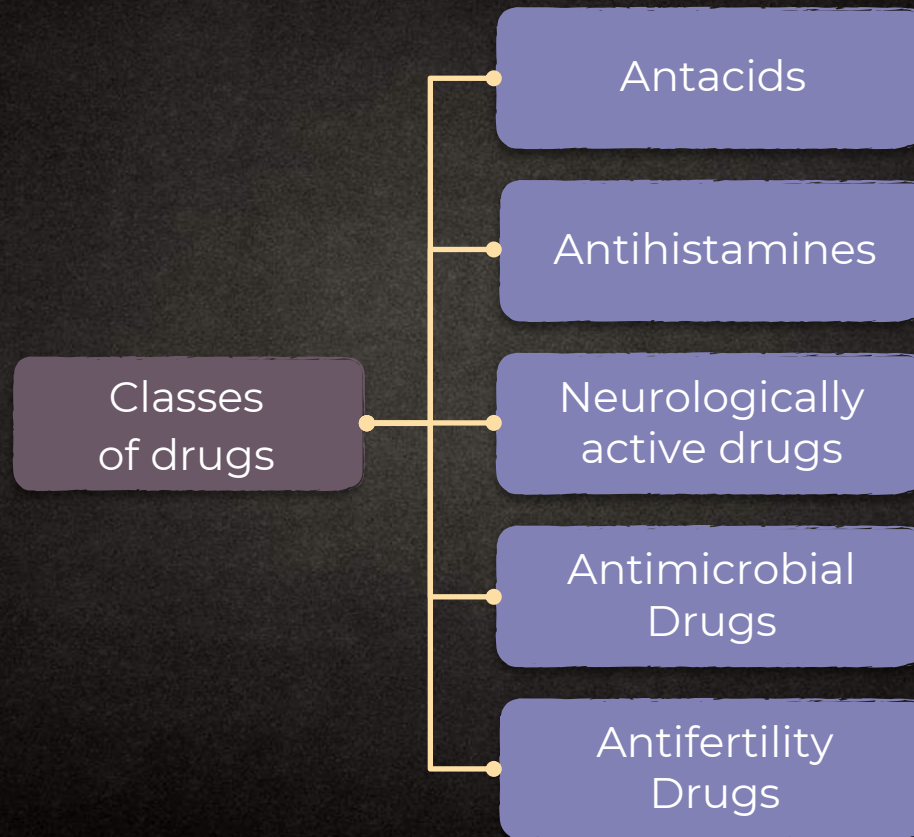 Classes
of drugs
Antacids
Antihistamines
Neurologically
active drugs
Antimicrobial
Drugs
Antifertility
Drugs